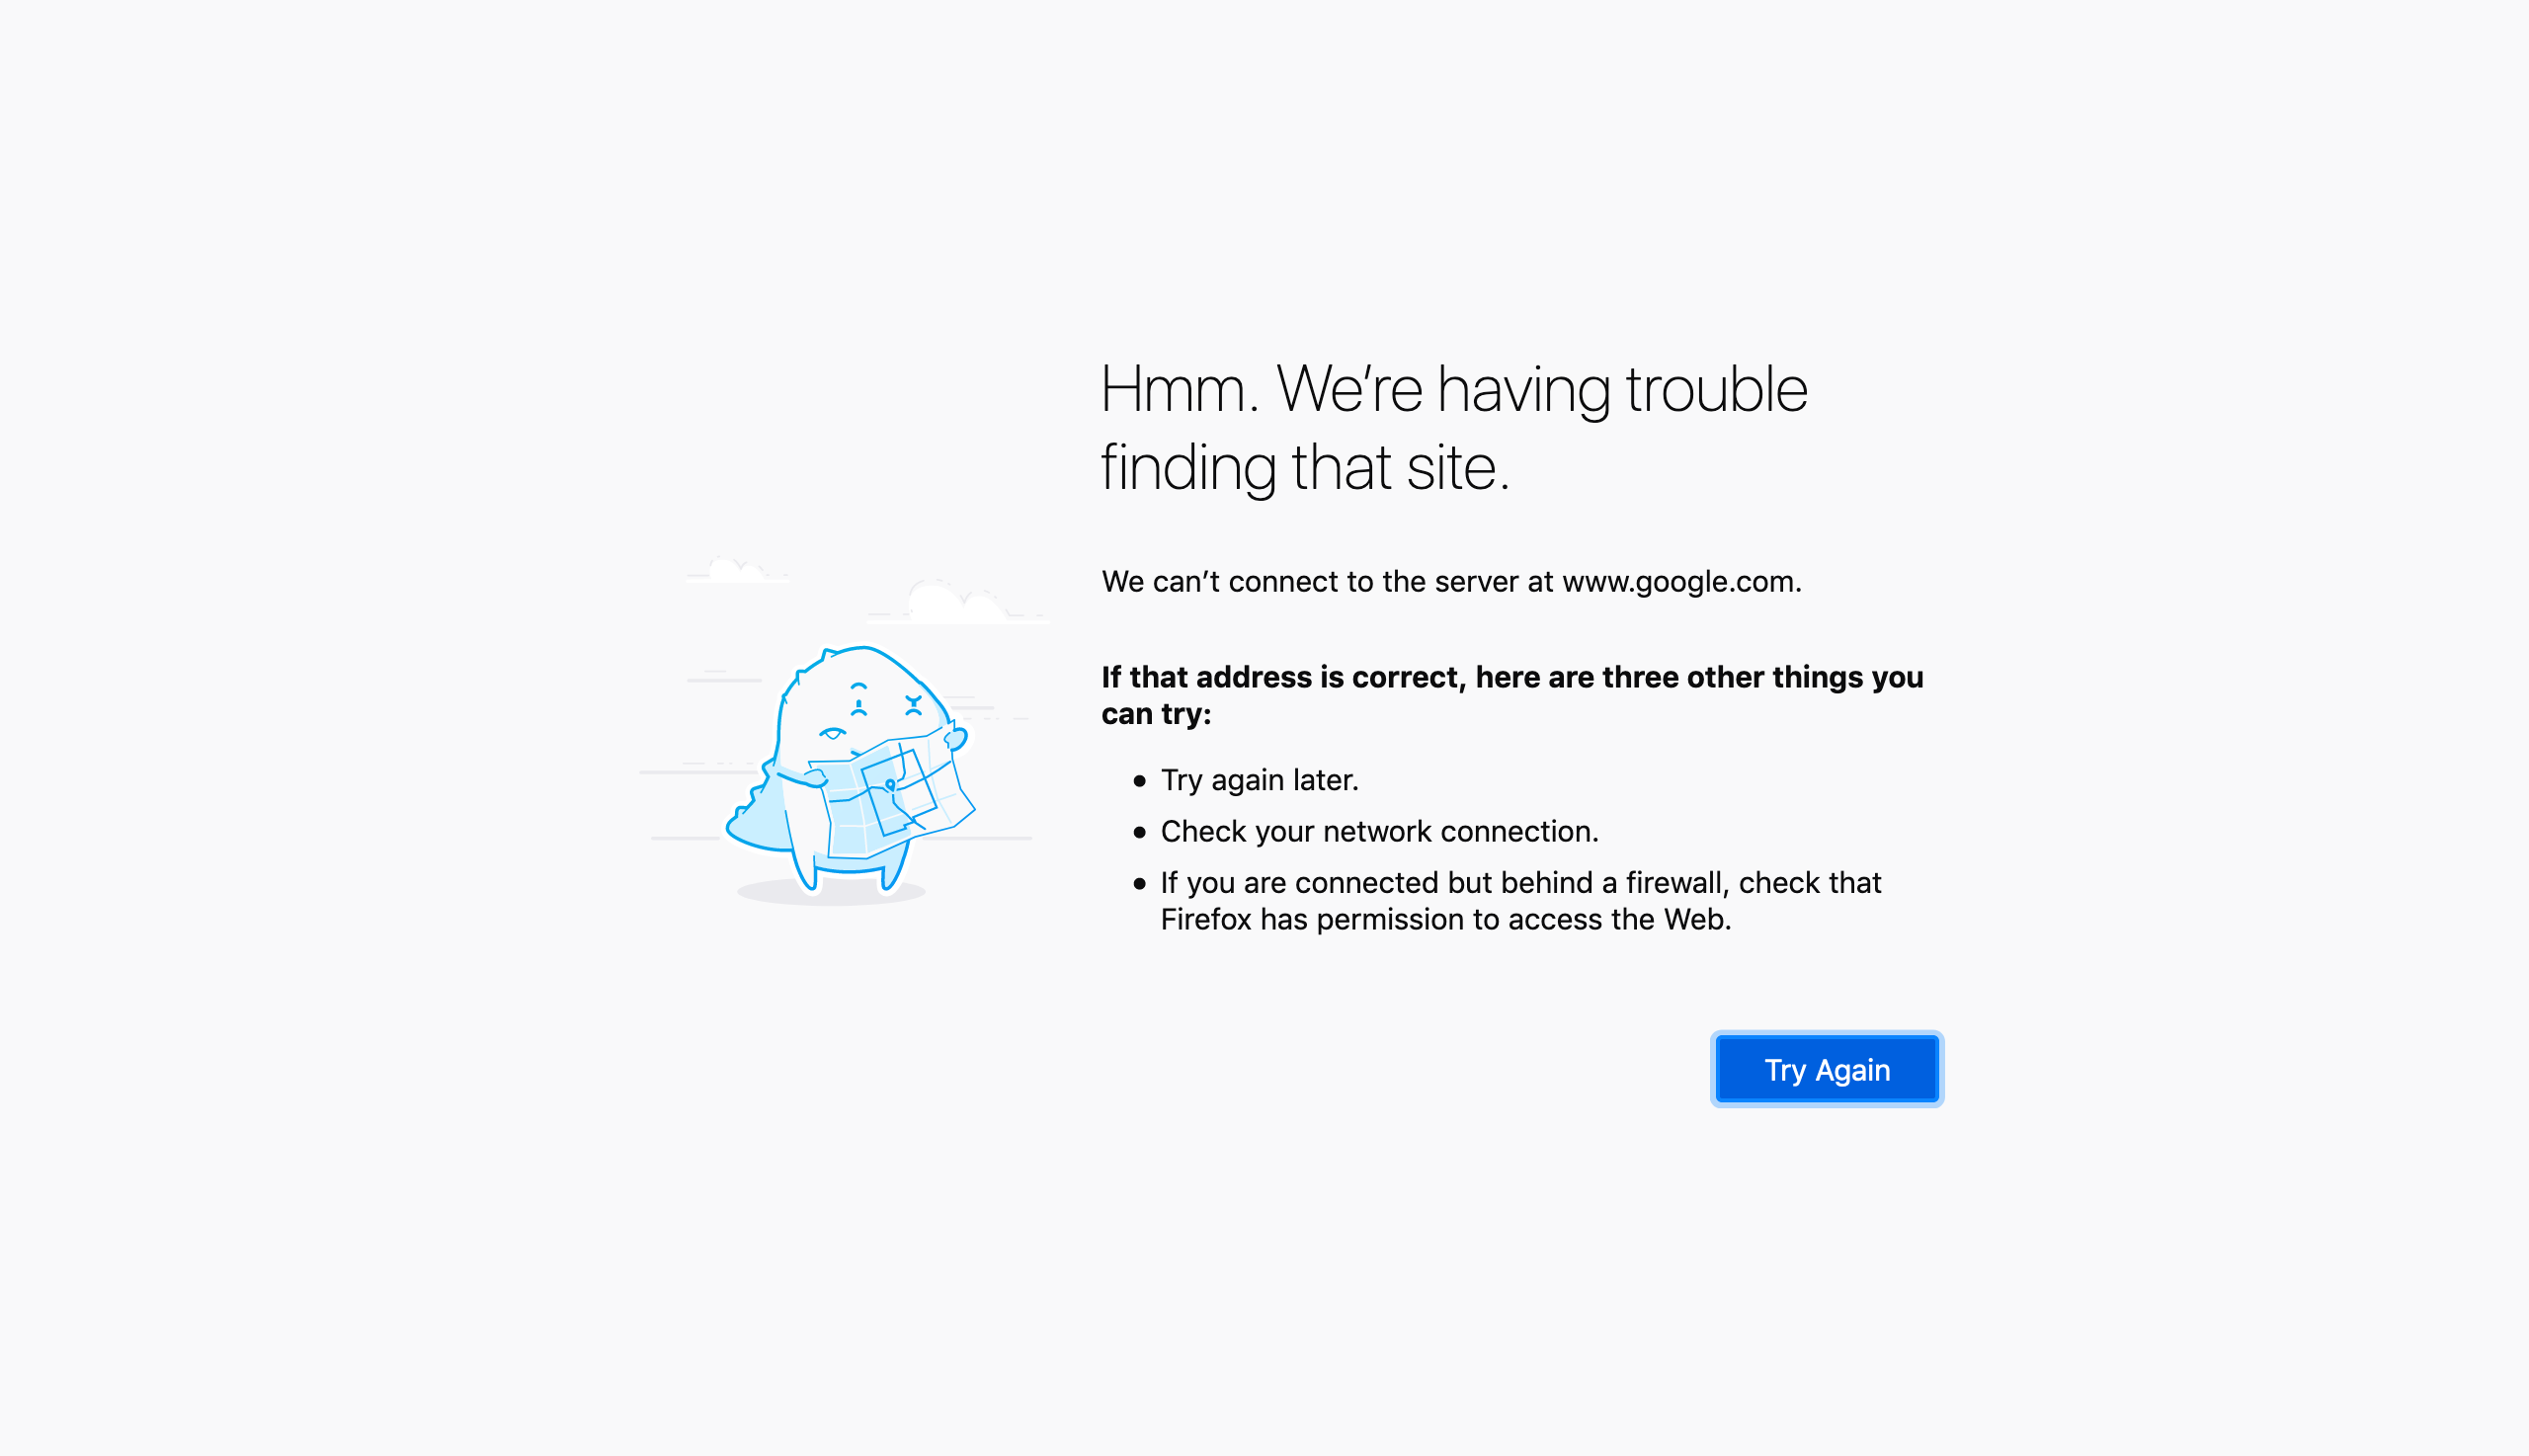 Hmm. We’re having trouble
finding that site.
We can’t connect to the server at www.google.com.
If that address is correct, here are three other things you
can try:
• Try again later.
• Check your network connection.
• If you are connected but behind a firewall, check that
Firefox has permission to access the Web.
Try Again